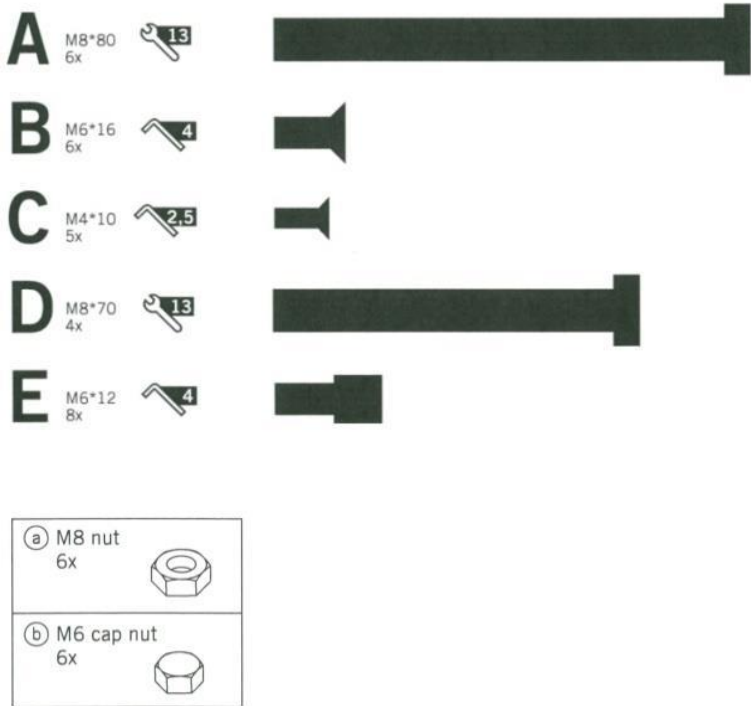 A M8*80 13
6x
B M6*16 4
6x
C M4*10 2,5
5x
D M8*70 13
4x
E M6*12 4
8x
a M8 nut
6x
b M6 cap nut
6x